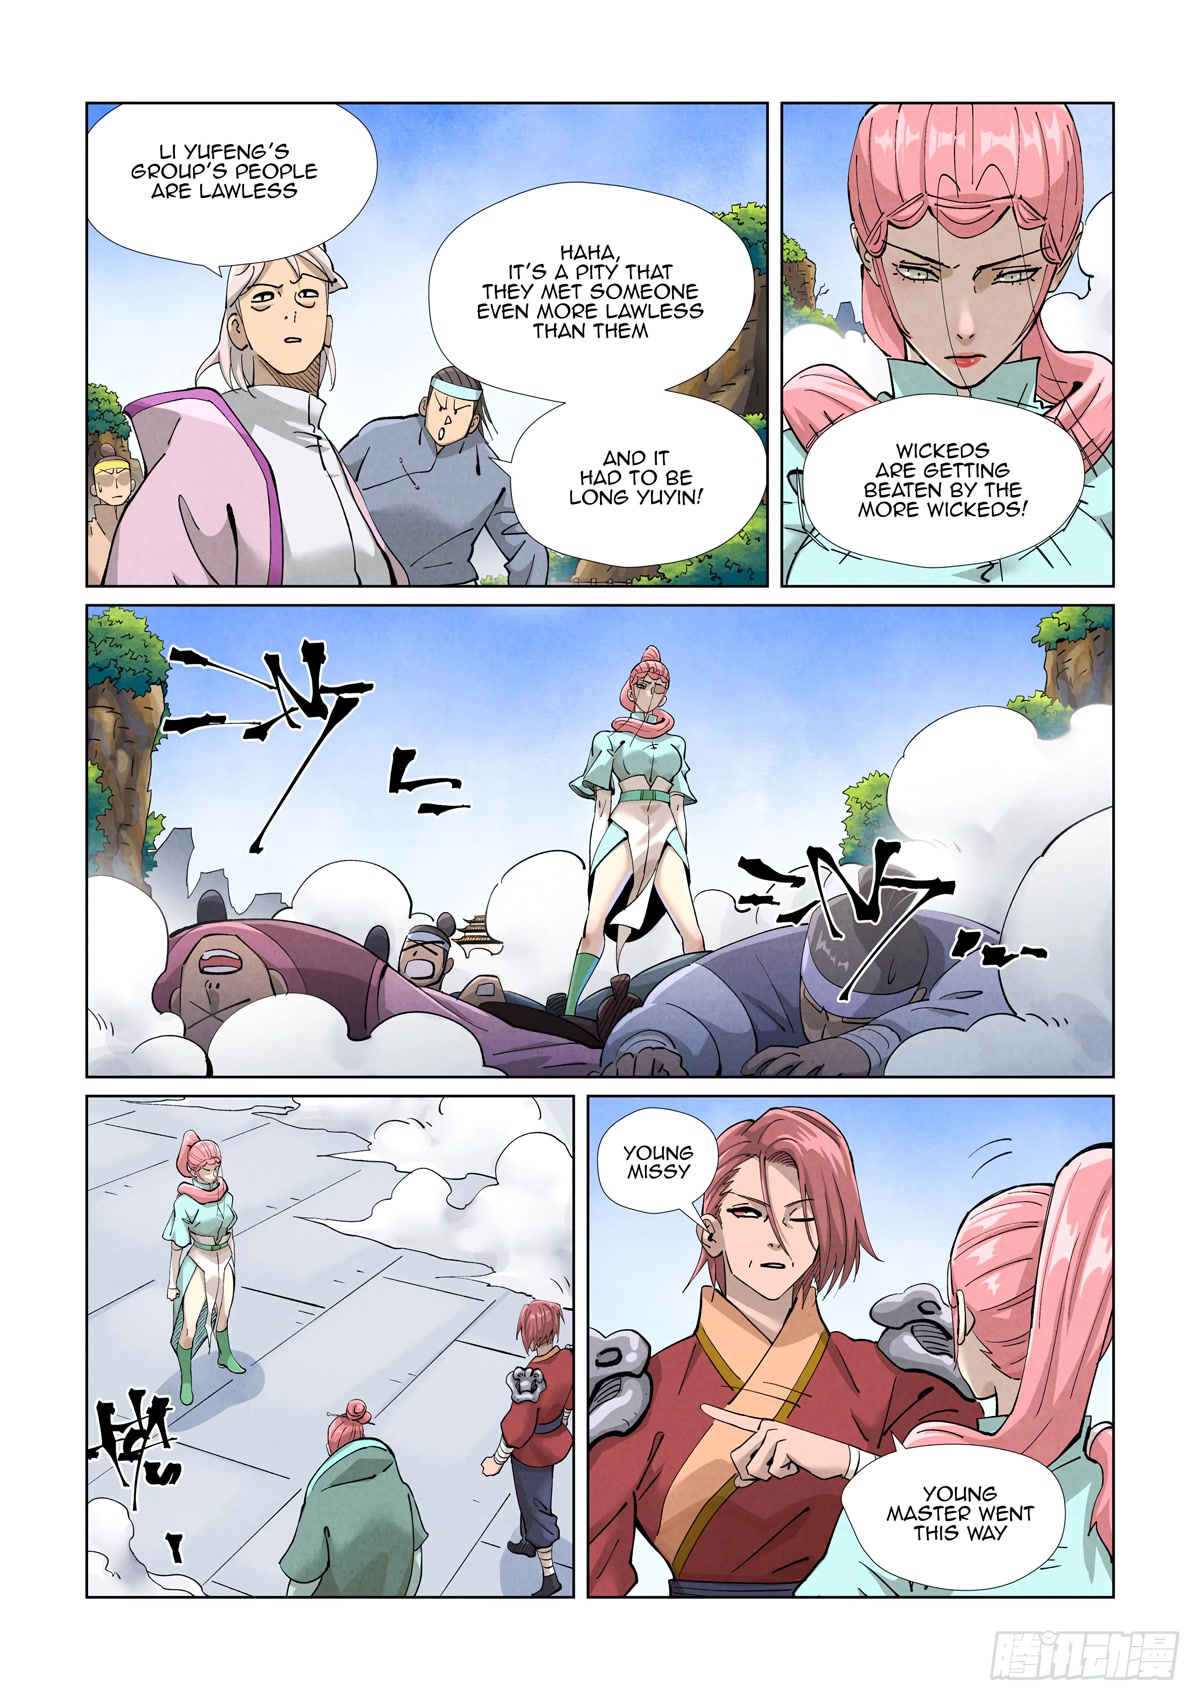 LI YUFENG'S
GROUP'S PEOPLE
ARE LAWLESS
HAHA,
IT'S A PITY THAT
THEY MET SOMEONE
EVEN MORE LAWLESS
THAN THEM
AND IT
HAD TO BE
LONG YUYIN!
WICKEDS
ARE GETTING
BEATEN BY THE
MORE WICKEDS!
YOUNG
MISSY
YOUNG
MASTER WENT
THIS WAY
腾讯动漫